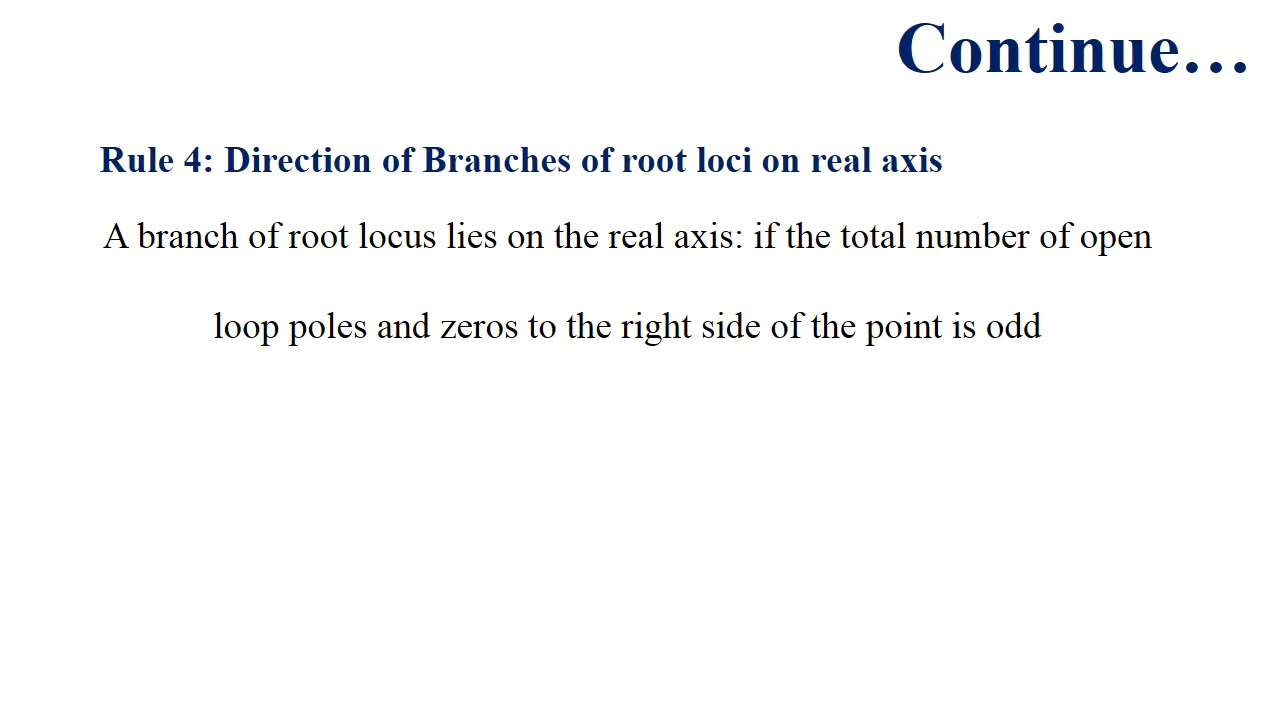 Continue…
Rule 4: Direction of Branches of root loci on real axis
A branch of root locus lies on the real axis: if the total number of open
loop poles and zeros to the right side of the point is odd